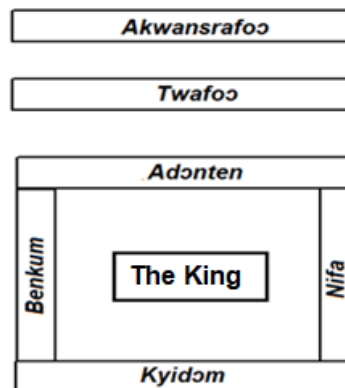 Akwansrafoɔ
Twafoɔ
Adɔnten
Benkum
The King
Nifa
Kyidɔm